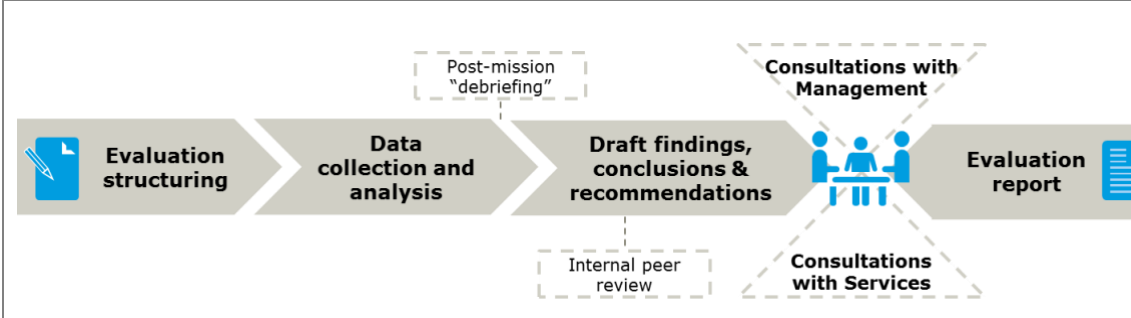 Evaluation
structuring
Data
collection and
analysis
Post-mission
“debriefing”
Draft findings,
conclusions &
recommendations
Internal peer
review
Consultations with
Management
Consultations
with Services
Evaluation
report